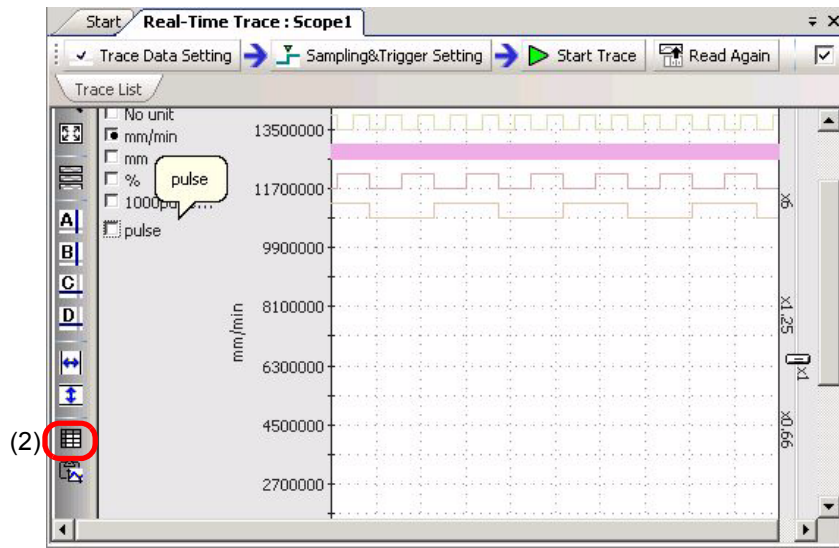 Start Real-Time Trace : Scope1
Trace Data Setting Sampling&Trigger Setting Start Trace Read Again
Trace List
No unit
mm/min
mm
%
pulse
pulse
A
B
C
D
(2)
mm/min
13500000
11700000
9900000
8100000
6300000
4500000
2700000
x6
x1.25
x1
x0.66